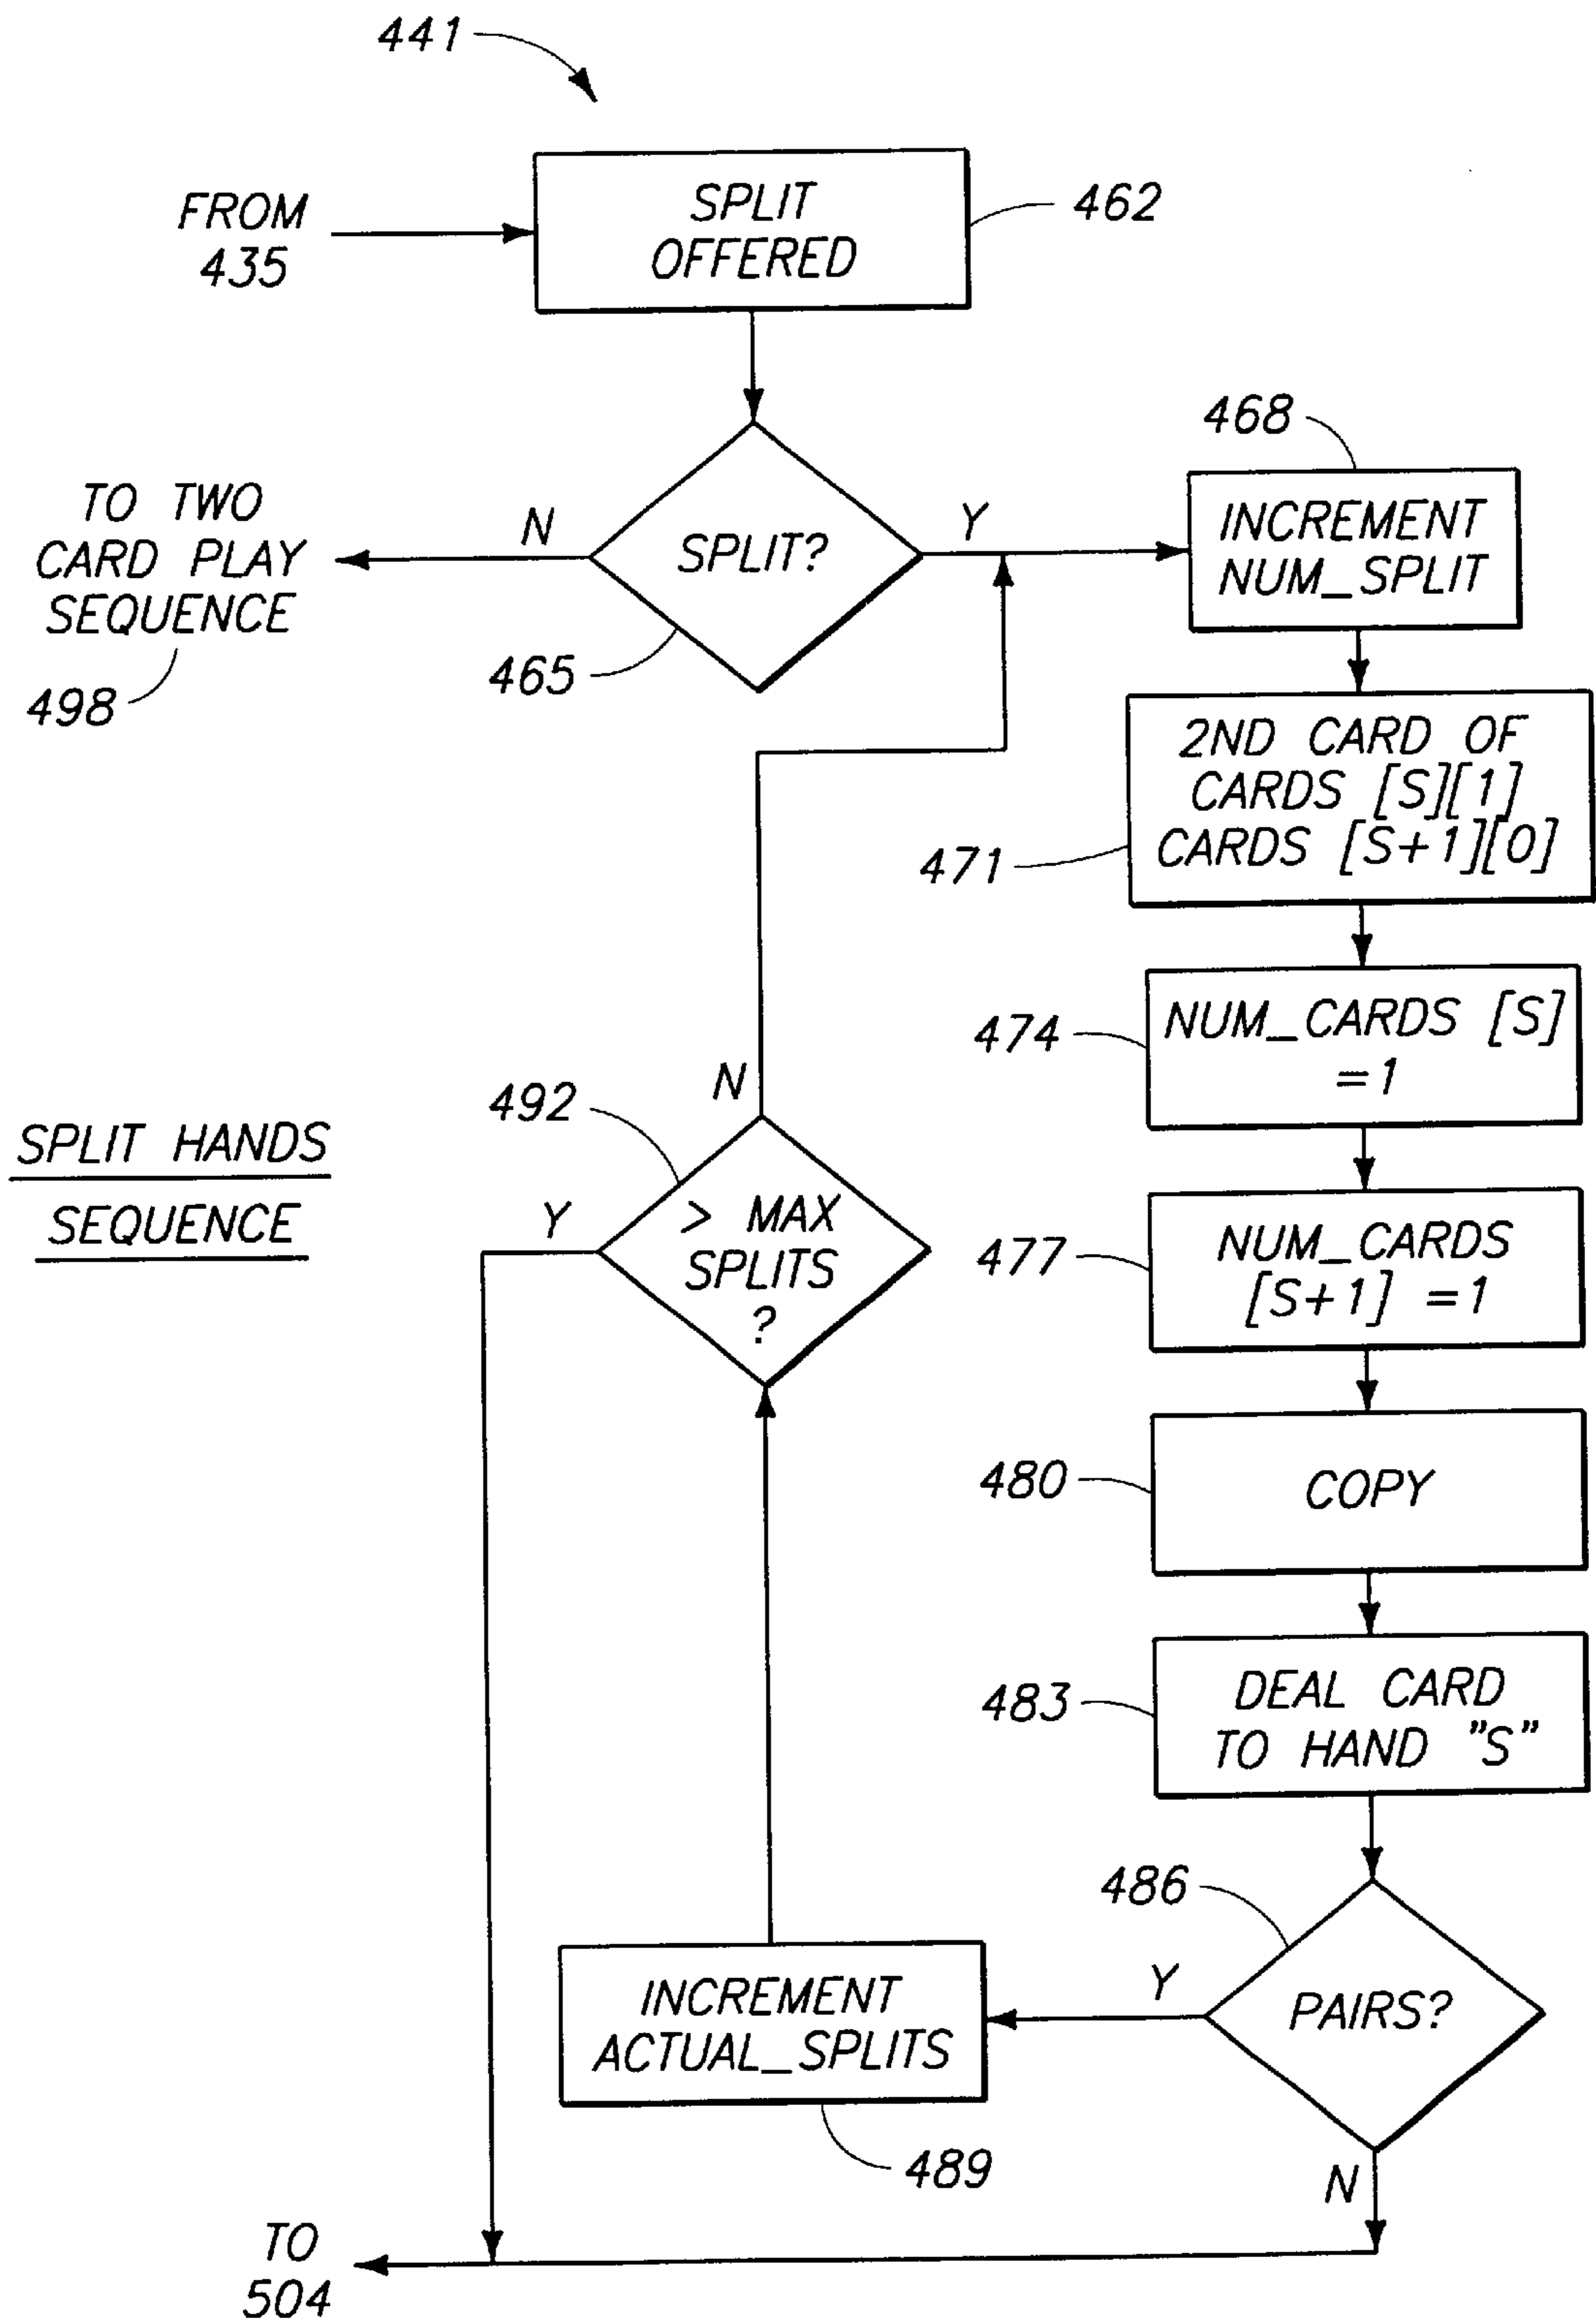 441
FROM
435
SPLIT
OFFERED
462
TO TWO
CARD PLAY
SEQUENCE
498
N
SPLIT?
Y
465
468
INCREMENT
NUM_SPLIT
2ND CARD OF
CARDS [S][1]
CARDS [S+1][0]
471
NUM_CARDS [S]
=1
474
NUM_CARDS
[S+1] =1
477
COPY
480
DEAL CARD
TO HAND "S"
483
486
PAIRS?
Y
N
INCREMENT
ACTUAL_SPLITS
489
492
N
> MAX
SPLITS
?
Y
SPLIT HANDS
SEQUENCE
TO
504